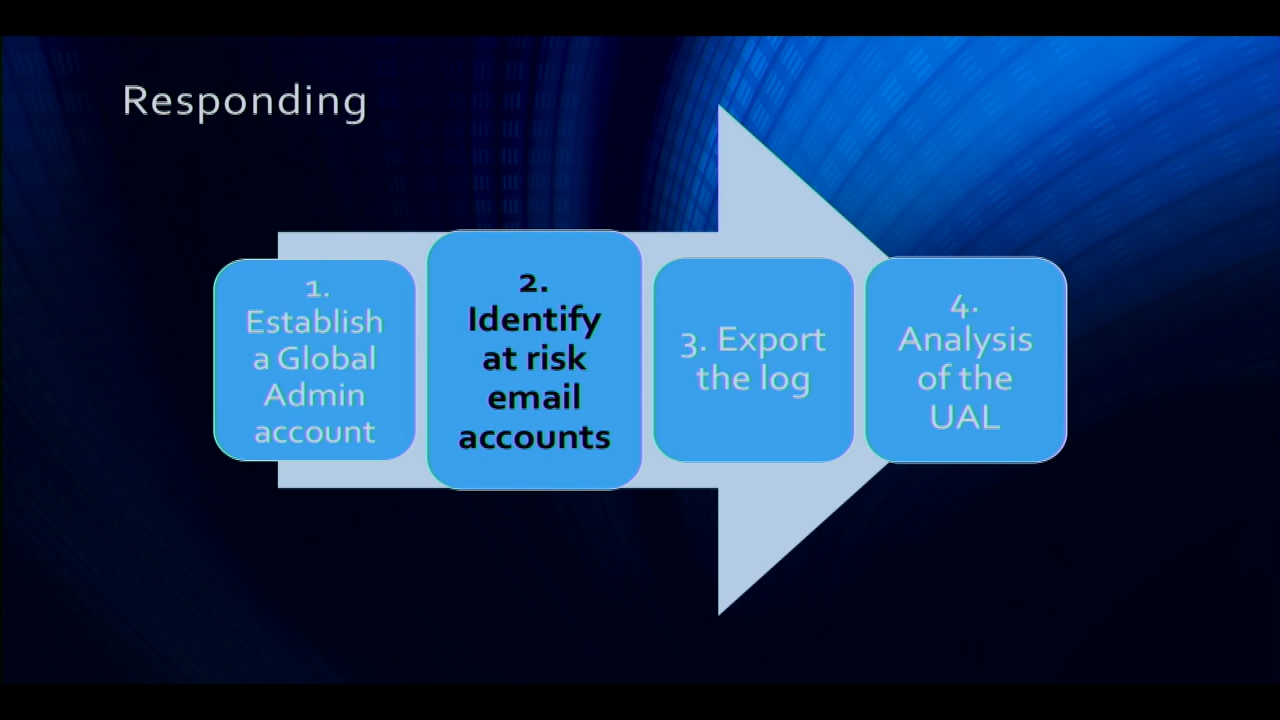 Responding
1.
Establish
a Global
Admin
account
2.
Identify
at risk
email
accounts
3. Export
the log
4.
Analysis
of the
UAL